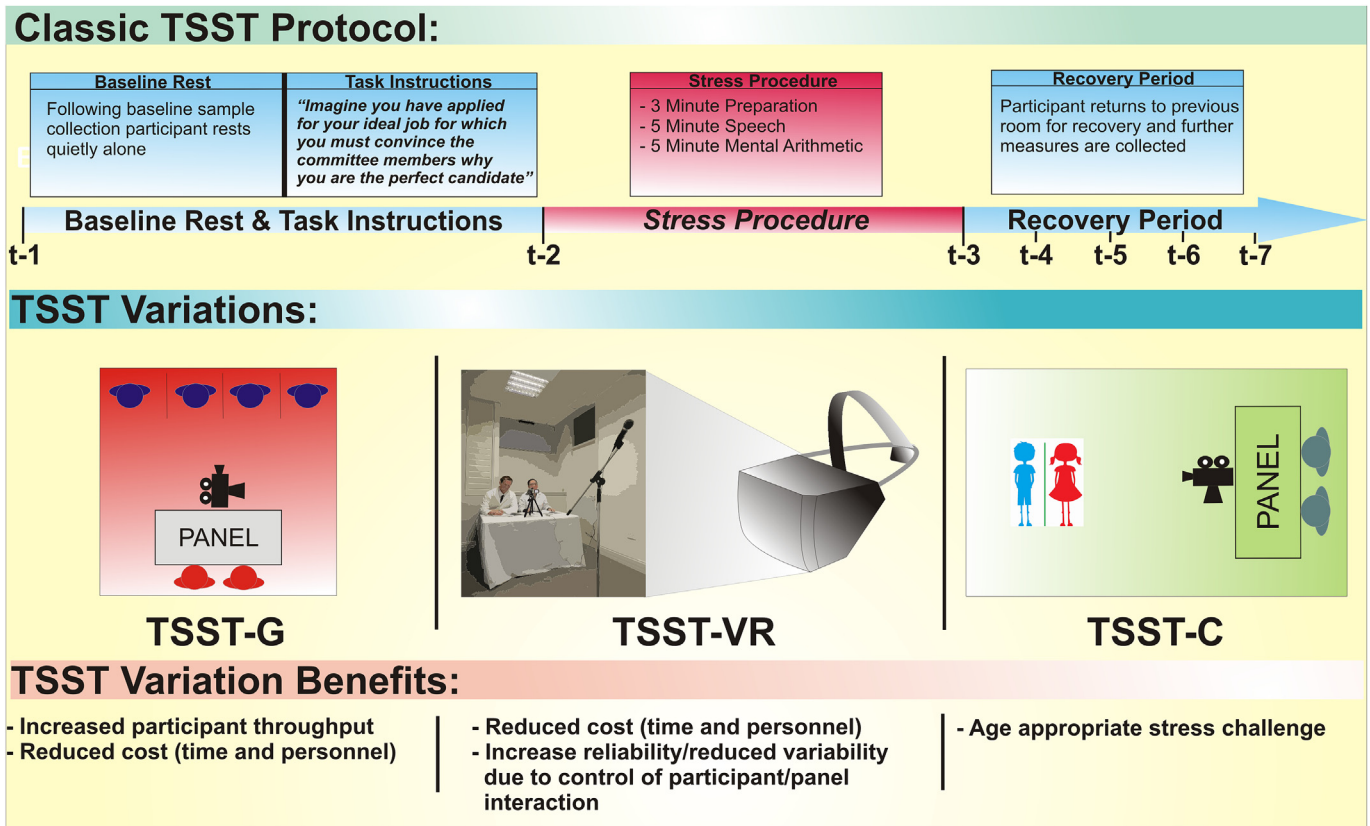 Classic TSST Protocol:
Baseline Rest
Following baseline sample
collection participant rests
quietly alone
Task Instructions
“Imagine you have applied
for your ideal job for which
you must convince the
committee members why
you are the perfect candidate”
Stress Procedure
- 3 Minute Preparation
- 5 Minute Speech
- 5 Minute Mental Arithmetic
Recovery Period
Participant returns to previous
room for recovery and further
measures are collected
Baseline Rest & Task Instructions
Stress Procedure
Recovery Period
t-1
t-2
t-3
t-4
t-5
t-6
t-7
TSST Variations:
PANEL
PANEL
TSST-G
TSST-VR
TSST-C
TSST Variation Benefits:
- Increased participant throughput
- Reduced cost (time and personnel)
- Reduced cost (time and personnel)
- Increase reliability/reduced variability
due to control of participant/panel
interaction
- Age appropriate stress challenge